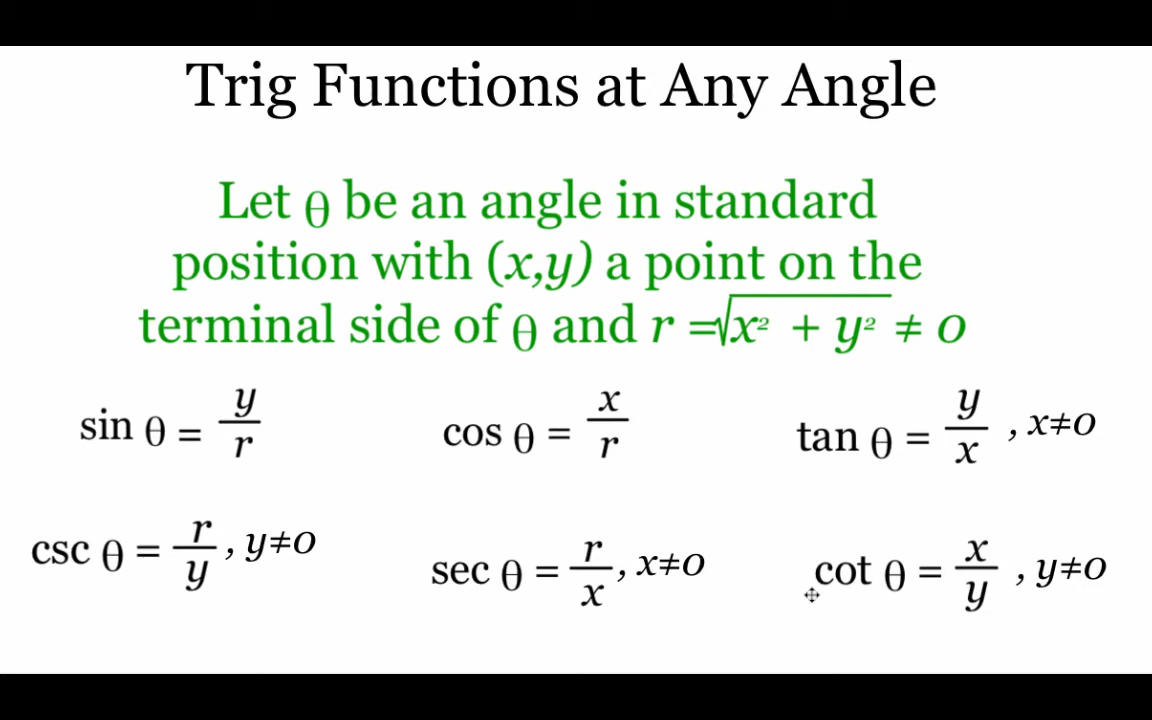 Trig Functions at Any Angle
Let θ be an angle in standard
position with (x,y) a point on the
terminal side of θ and r =√x² + y² ≠ 0
sin θ = y/r
cos θ = x/r
tan θ = y/x , x≠0
csc θ = r/y , y≠0
sec θ = r/x , x≠0
cot θ = x/y , y≠0